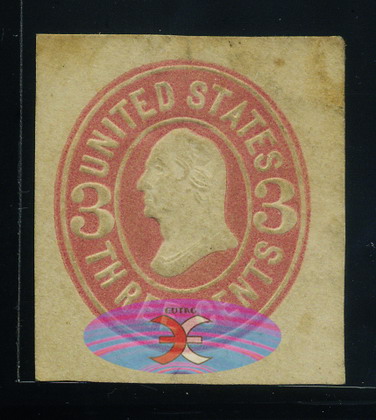 UNITED STATES
3 3
THREE CENTS